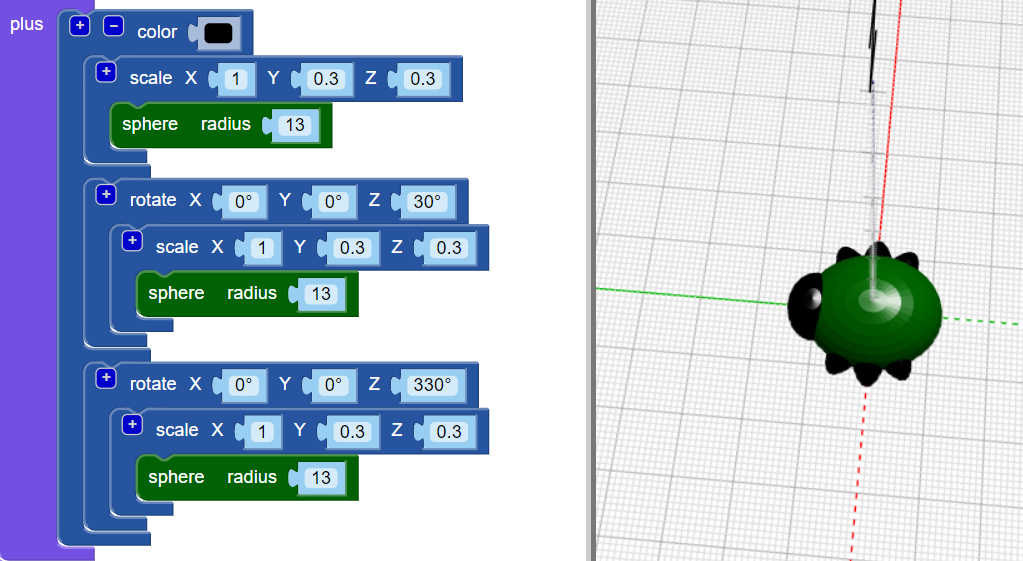 plus + − color
+ scale X 1 Y 0.3 Z 0.3
sphere radius 13
+ rotate X 0° Y 0° Z 30°
+ scale X 1 Y 0.3 Z 0.3
sphere radius 13
+ rotate X 0° Y 0° Z 330°
+ scale X 1 Y 0.3 Z 0.3
sphere radius 13